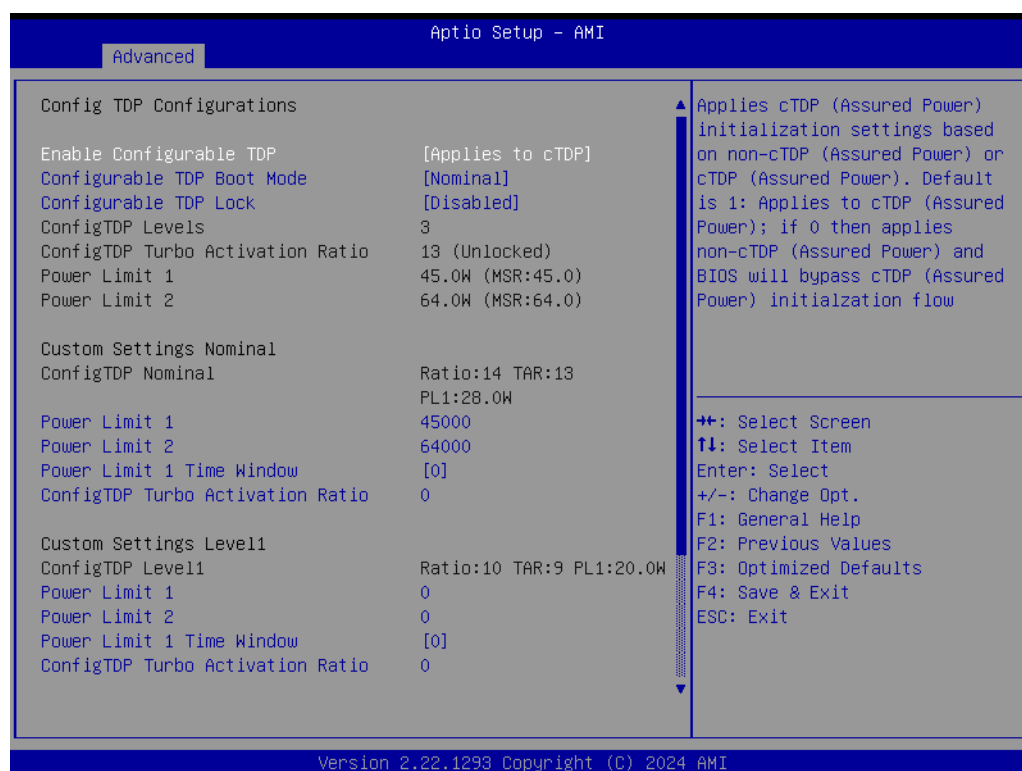 Aptio Setup – AMI
Advanced
Config TDP Configurations
Enable Configurable TDP [Applies to cTDP]
Configurable TDP Boot Mode [Nominal]
Configurable TDP Lock [Disabled]
ConfigTDP Levels 3
ConfigTDP Turbo Activation Ratio 13 (Unlocked)
Power Limit 1 45.0W (MSR:45.0)
Power Limit 2 64.0W (MSR:64.0)
Custom Settings Nominal
ConfigTDP Nominal Ratio:14 TAR:13
PL1:28.0W
Power Limit 1 45000
Power Limit 2 64000
Power Limit 1 Time Window [0]
ConfigTDP Turbo Activation Ratio 0
Custom Settings Level1
ConfigTDP Level1 Ratio:10 TAR:9 PL1:20.0W
Power Limit 1 0
Power Limit 2 0
Power Limit 1 Time Window [0]
ConfigTDP Turbo Activation Ratio 0
Applies cTDP (Assured Power)
initialization settings based
on non-cTDP (Assured Power) or
cTDP (Assured Power). Default
is 1: Applies to cTDP (Assured
Power); if 0 then applies
non-cTDP (Assured Power) and
BIOS will bypass cTDP (Assured
Power) initialzation flow
→←: Select Screen
↑↓: Select Item
Enter: Select
+/-: Change Opt.
F1: General Help
F2: Previous Values
F3: Optimized Defaults
F4: Save & Exit
ESC: Exit
Version 2.22.1293 Copyright (C) 2024 AMI